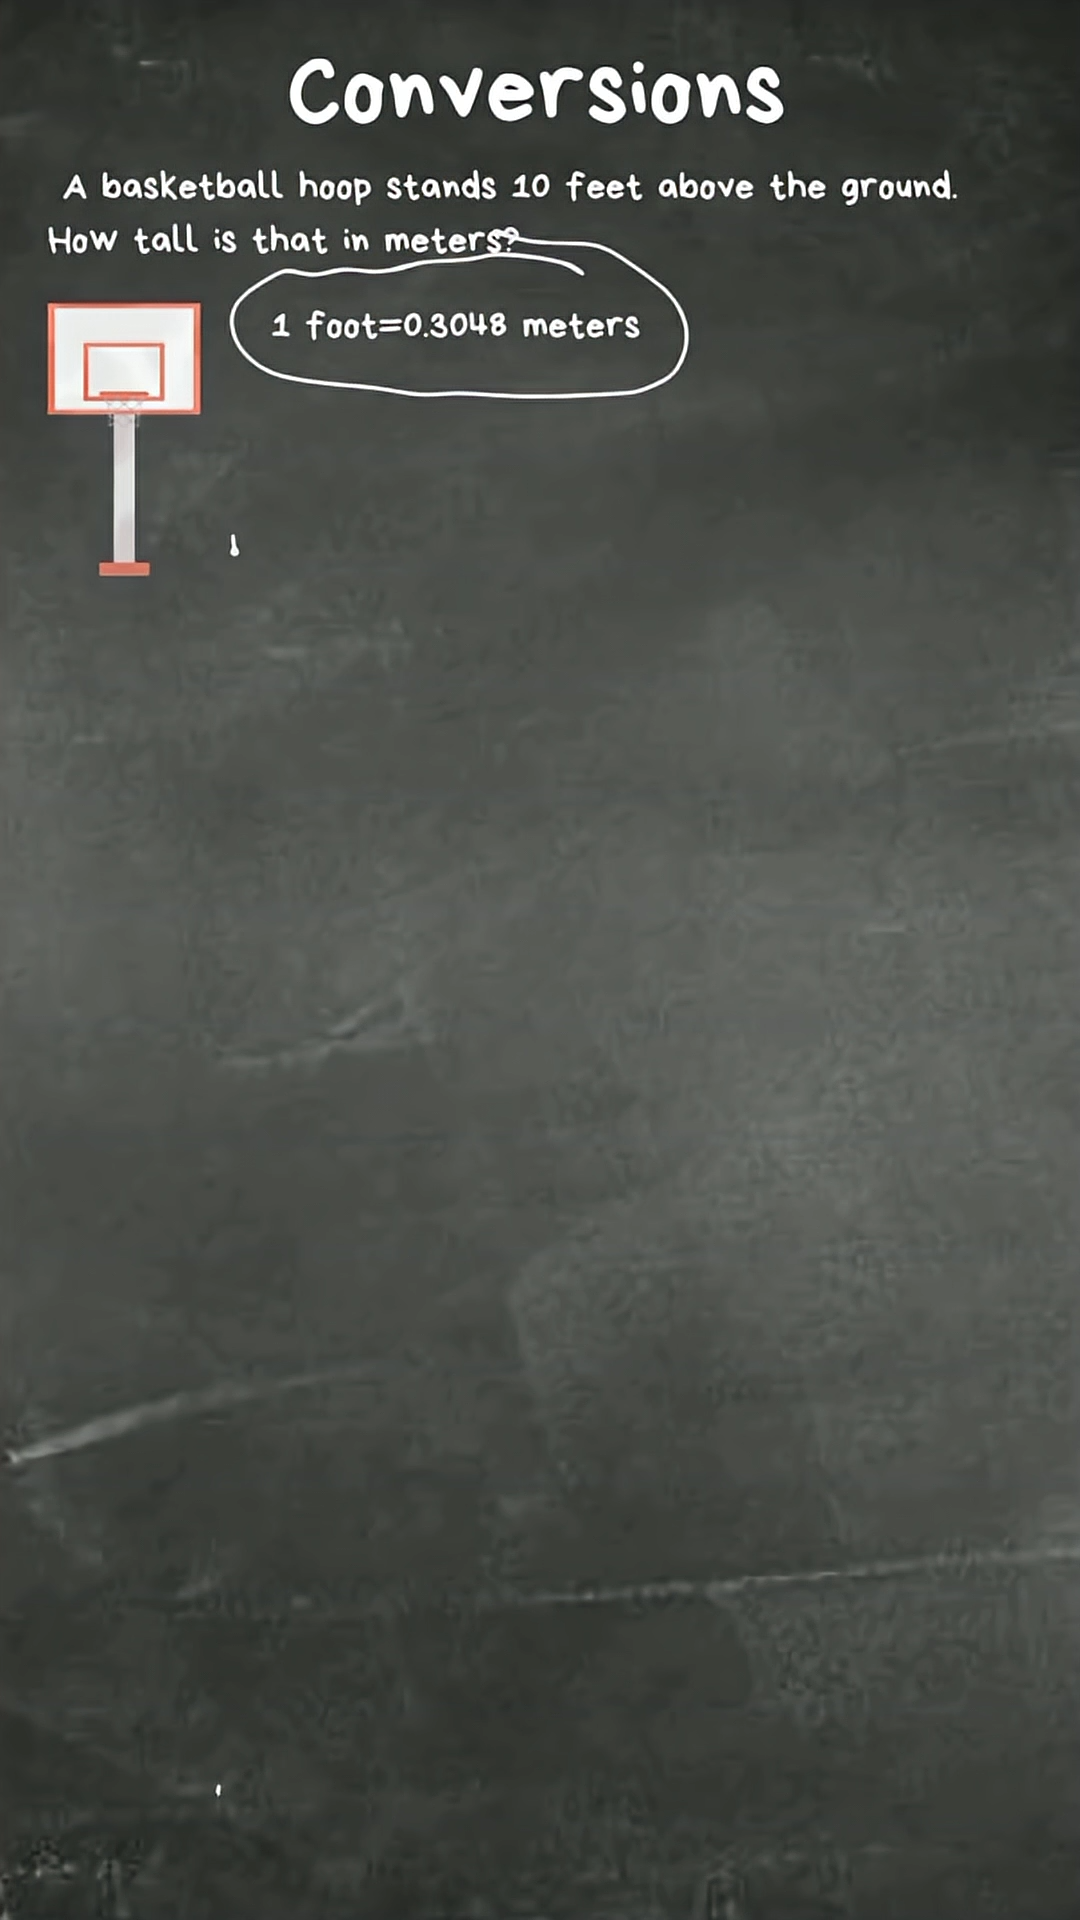 Conversions
A basketball hoop stands 10 feet above the ground.
How tall is that in meters?
1 foot=0.3048 meters